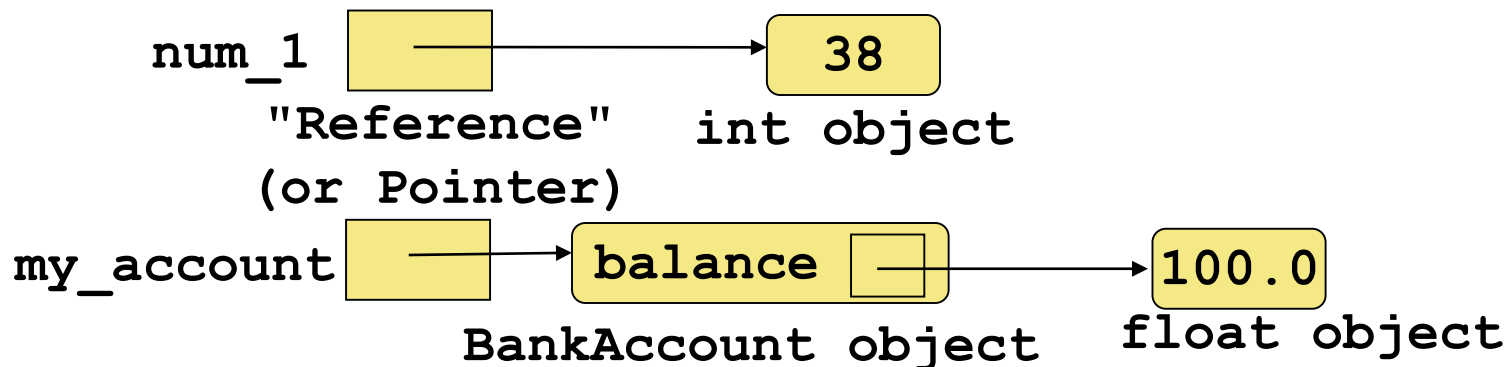 num_1
38
"Reference"
int object
(or Pointer)
my_account
balance
100.0
BankAccount object
float object